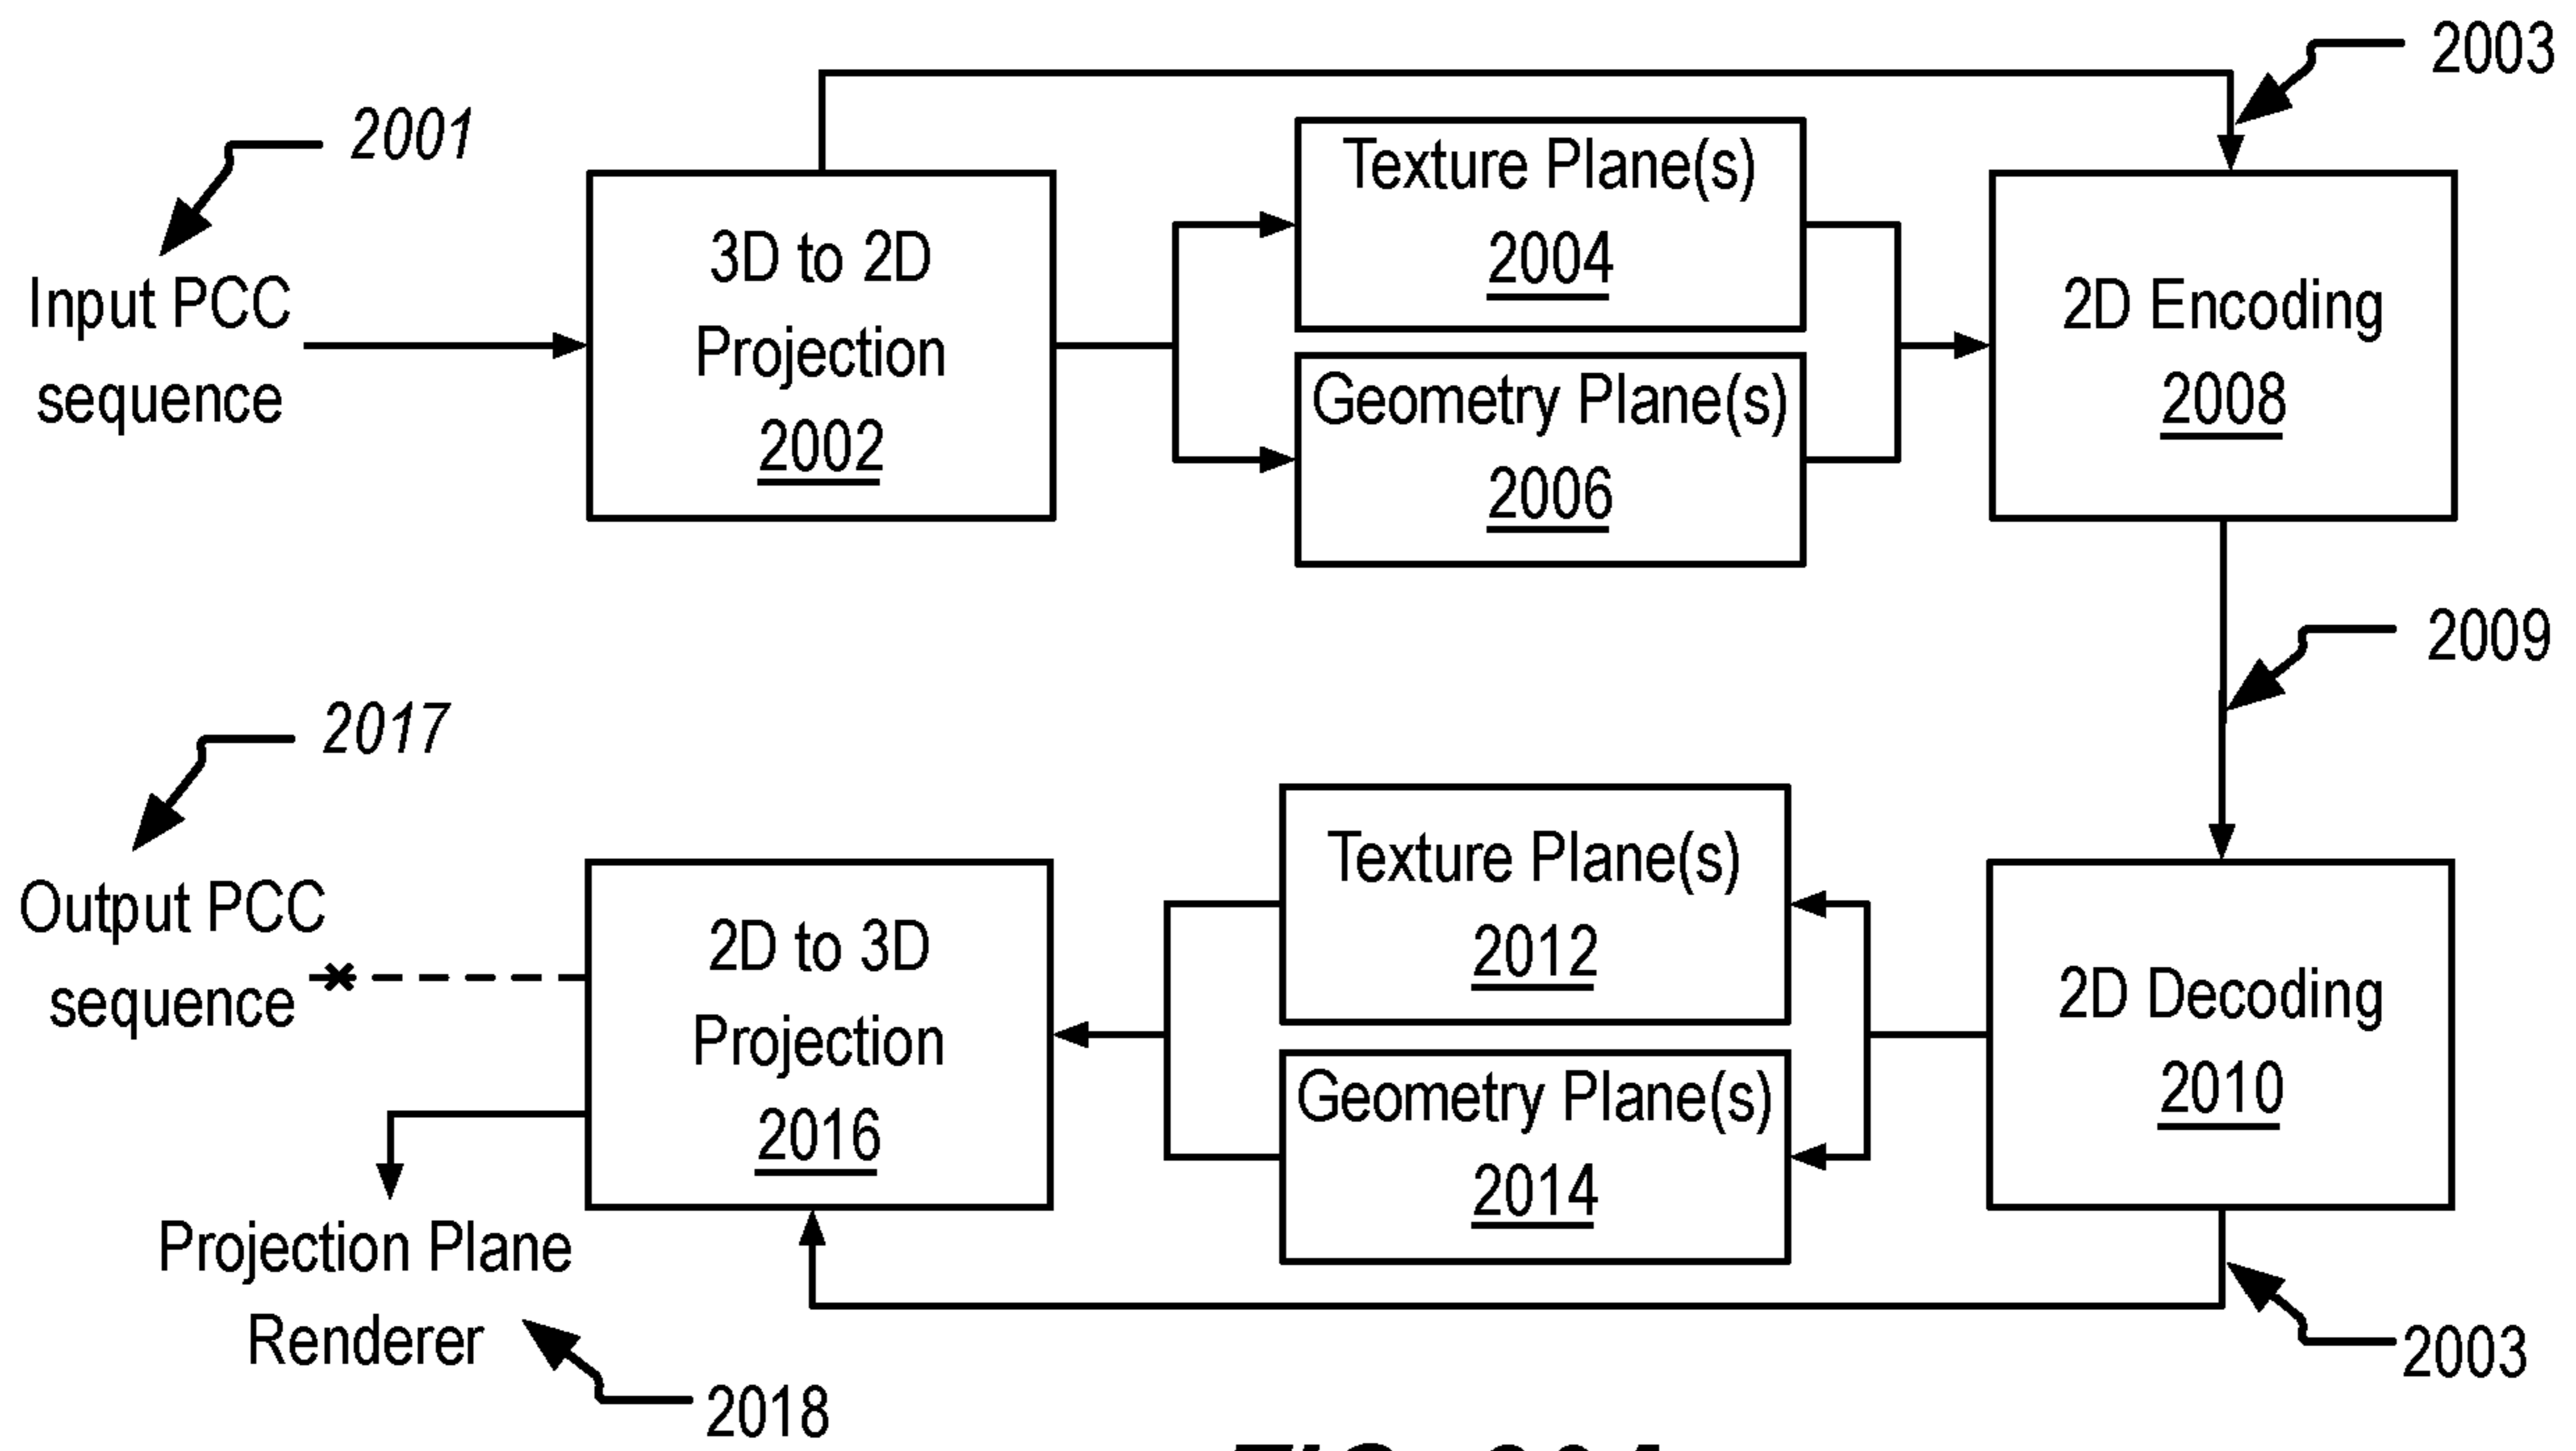 2003
2001
Input PCC
sequence
3D to 2D
Projection
2002
Texture Plane(s)
2004
Geometry Plane(s)
2006
2D Encoding
2008
2009
2017
Output PCC
sequence
2D to 3D
Projection
2016
Texture Plane(s)
2012
Geometry Plane(s)
2014
2D Decoding
2010
Projection Plane
Renderer
2018
2003